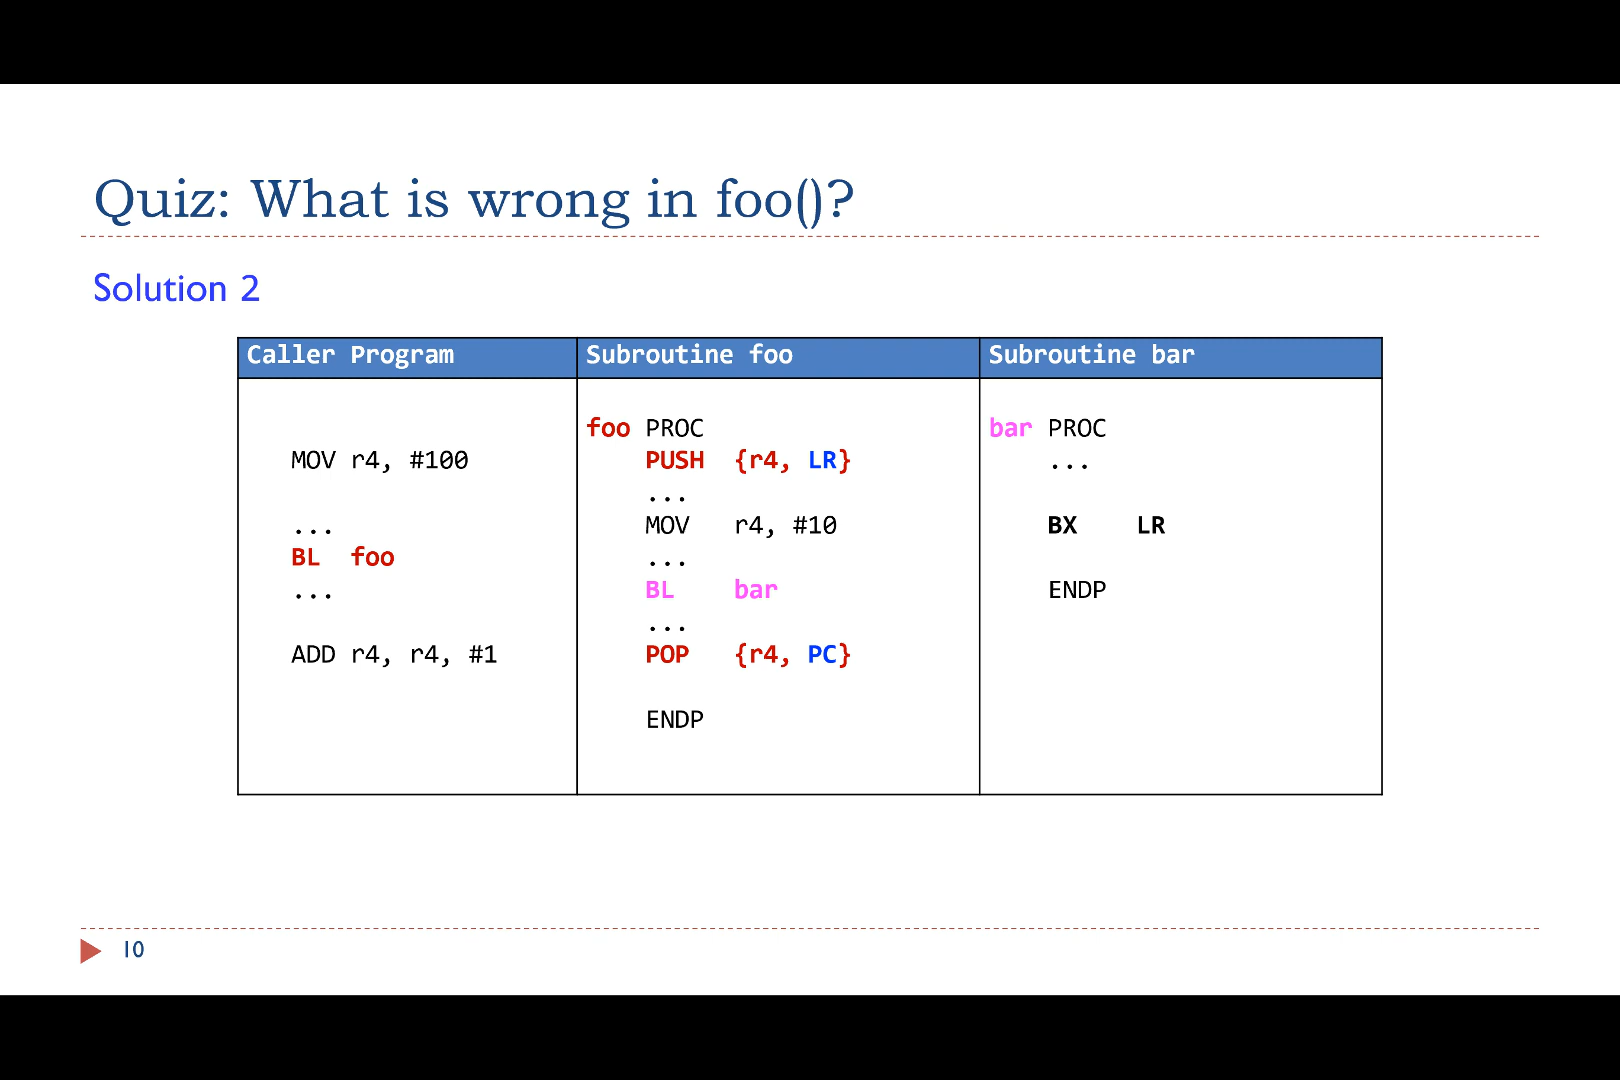 Quiz: What is wrong in foo()?
Solution 2
Caller Program
MOV r4, #100
...
BL foo
...
ADD r4, r4, #1
Subroutine foo
foo PROC
PUSH {r4, LR}
...
MOV r4, #10
...
BL bar
...
POP {r4, PC}
ENDP
Subroutine bar
bar PROC
...
BX LR
ENDP
10